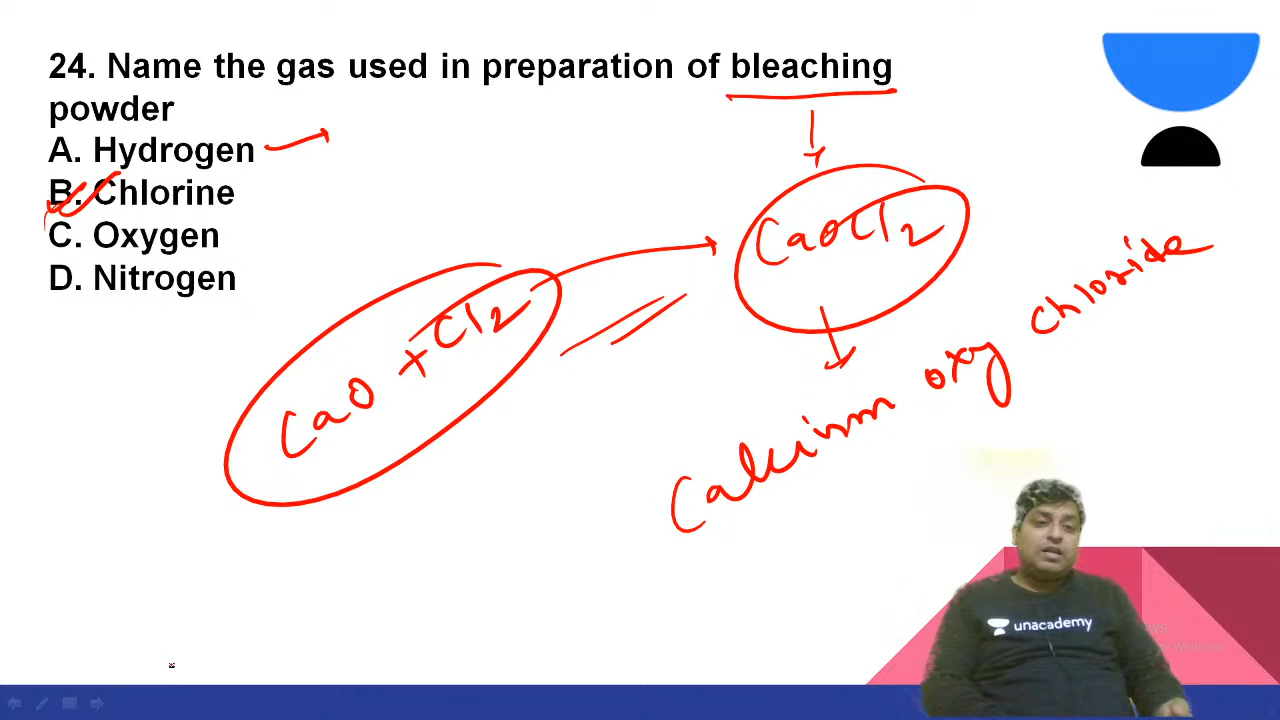 24. Name the gas used in preparation of bleaching
powder
A. Hydrogen
B. Chlorine
C. Oxygen
D. Nitrogen
CaOCl2
CaO + Cl2
Calcium oxy chloride
unacademy